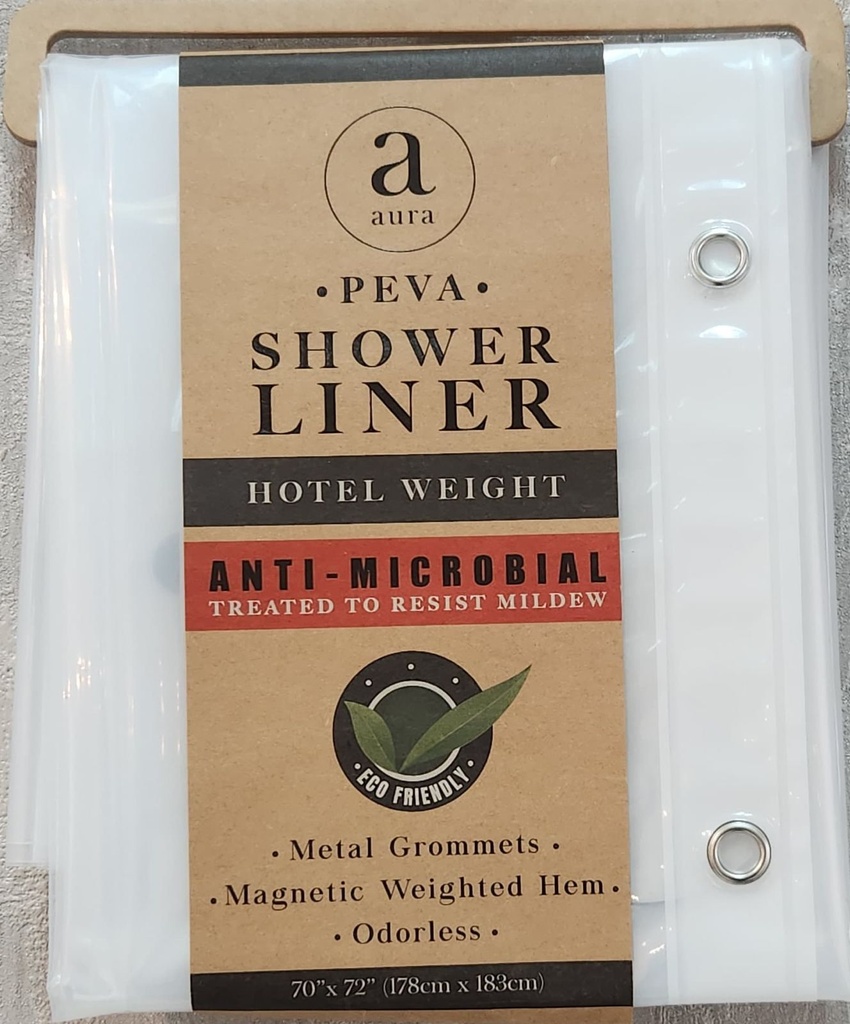 a
aura
• PEVA •
SHOWER
LINER
HOTEL WEIGHT
ANTI-MICROBIAL
TREATED TO RESIST MILDEW
• ECO FRIENDLY •
• Metal Grommets •
• Magnetic Weighted Hem •
• Odorless •
70”x 72” (178cm x 183cm)